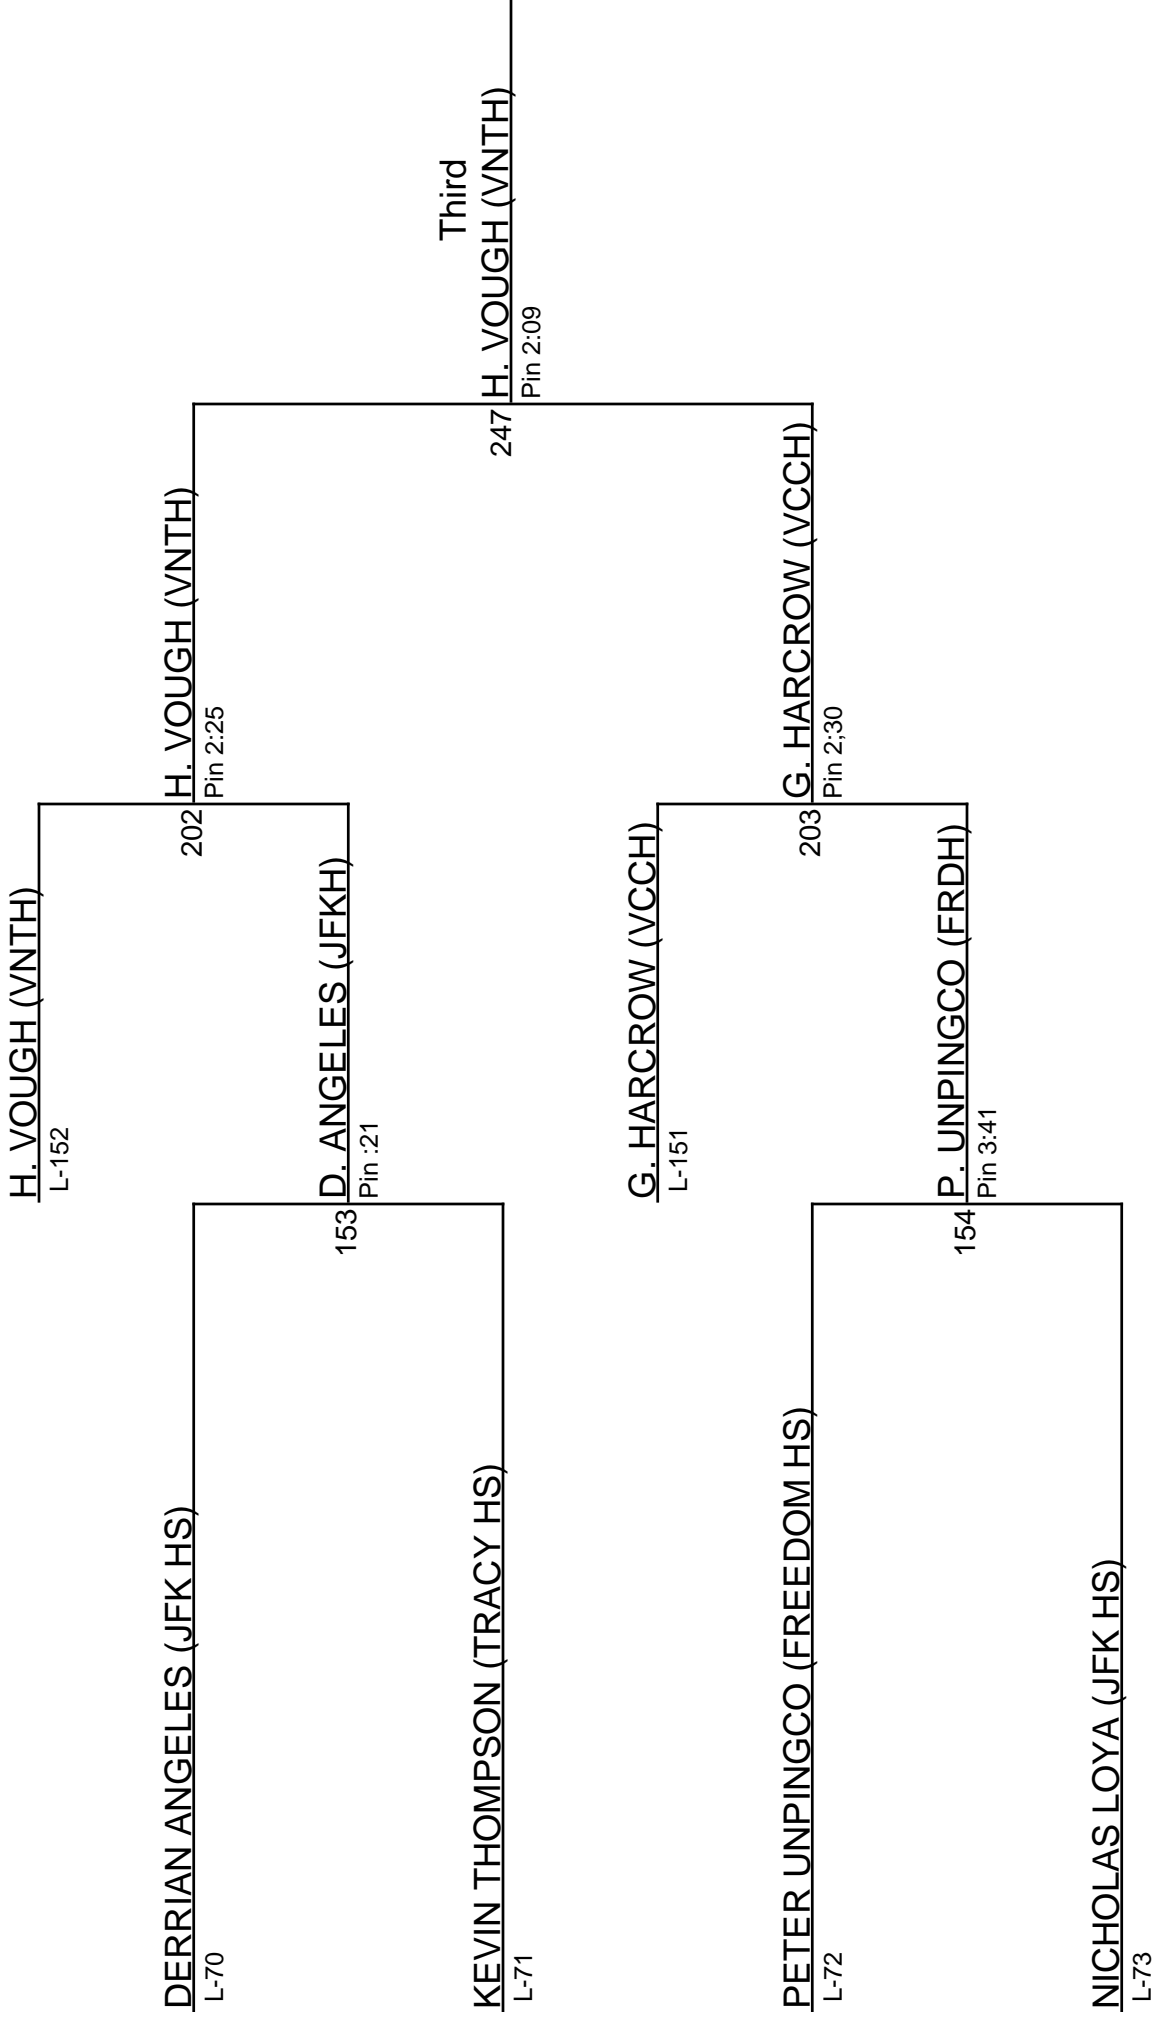 H. VOUGH (VNTH)
L-152
DERRIAN ANGELES (JFK HS)
L-70
202
H. VOUGH (VNTH)
Pin 2:25
153
D. ANGELES (JFKH)
Pin :21
KEVIN THOMPSON (TRACY HS)
L-71
Third
247
H. VOUGH (VNTH)
Pin 2:09
G. HARCROW (VCCH)
L-151
PETER UNPINGCO (FREEDOM HS)
L-72
203
G. HARCROW (VCCH)
Pin 2;30
154
P. UNPINGCO (FRDH)
Pin 3:41
NICHOLAS LOYA (JFK HS)
L-73